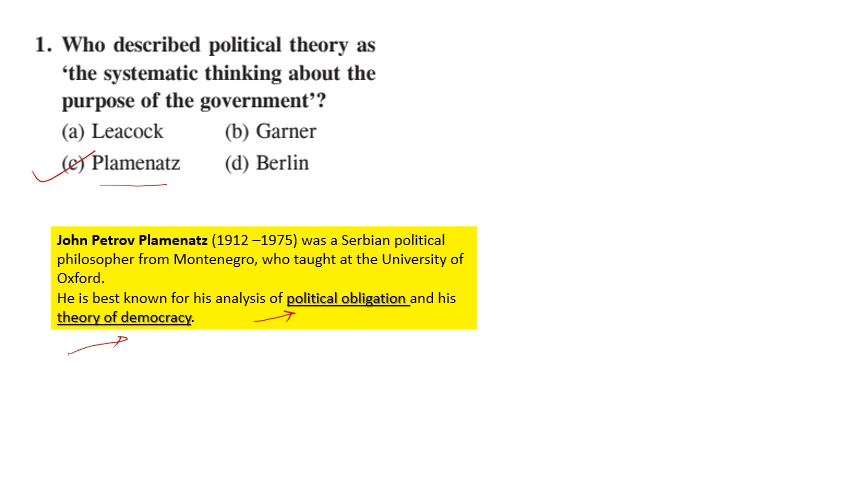 1. Who described political theory as
‘the systematic thinking about the
purpose of the government’?
(a) Leacock (b) Garner
(c) Plamenatz (d) Berlin
John Petrov Plamenatz (1912 –1975) was a Serbian political
philosopher from Montenegro, who taught at the University of
Oxford.
He is best known for his analysis of political obligation and his
theory of democracy.